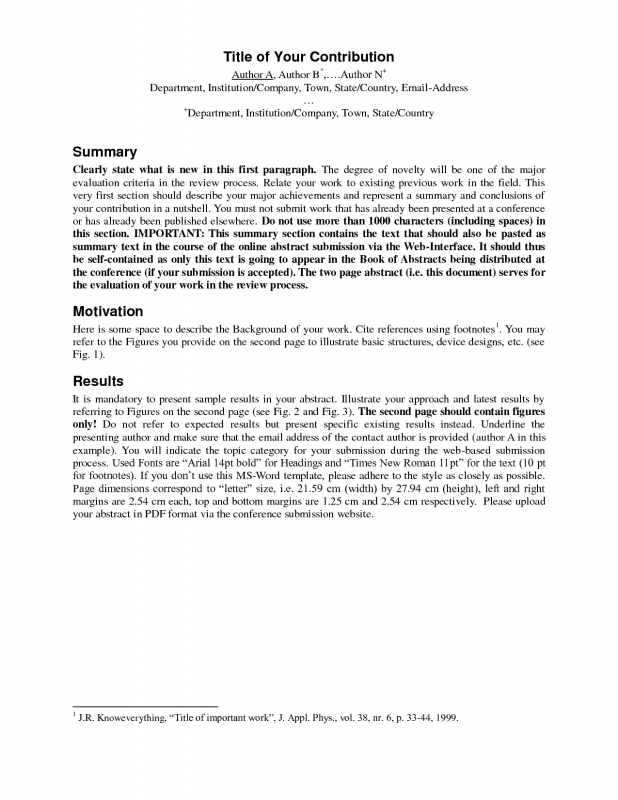 Title of Your Contribution
Author A, Author B*,….Author N+
Department, Institution/Company, Town, State/Country, Email-Address
…
+Department, Institution/Company, Town, State/Country
Summary
Clearly state what is new in this first paragraph. The degree of novelty will be one of the major
evaluation criteria in the review process. Relate your work to existing previous work in the field. This
very first section should describe your major achievements and represent a summary and conclusions of
your contribution in a nutshell. You must not submit work that has already been presented at a conference
or has already been published elsewhere. Do not use more than 1000 characters (including spaces) in
this section. IMPORTANT: This summary section contains the text that should also be pasted as
summary text in the course of the online abstract submission via the Web-Interface. It should thus
be self-contained as only this text is going to appear in the Book of Abstracts being distributed at
the conference (if your submission is accepted). The two page abstract (i.e. this document) serves for
the evaluation of your work in the review process.
Motivation
Here is some space to describe the Background of your work. Cite references using footnotes1. You may
refer to the Figures you provide on the second page to illustrate basic structures, device designs, etc. (see
Fig. 1).
Results
It is mandatory to present sample results in your abstract. Illustrate your approach and latest results by
referring to Figures on the second page (see Fig. 2 and Fig. 3). The second page should contain figures
only! Do not refer to expected results but present specific existing results instead. Underline the
presenting author and make sure that the email address of the contact author is provided (author A in this
example). You will indicate the topic category for your submission during the web-based submission
process. Used Fonts are “Arial 14pt bold” for Headings and “Times New Roman 11pt” for the text (10 pt
for footnotes). If you don’t use this MS-Word template, please adhere to the style as closely as possible.
Page dimensions correspond to “letter” size, i.e. 21.59 cm (width) by 27.94 cm (height), left and right
margins are 2.54 cm each, top and bottom margins are 1.25 cm and 2.54 cm respectively. Please upload
your abstract in PDF format via the conference submission website.
1 J.R. Knoweverything, “Title of important work”, J. Appl. Phys., vol. 38, nr. 6, p. 33-44, 1999.